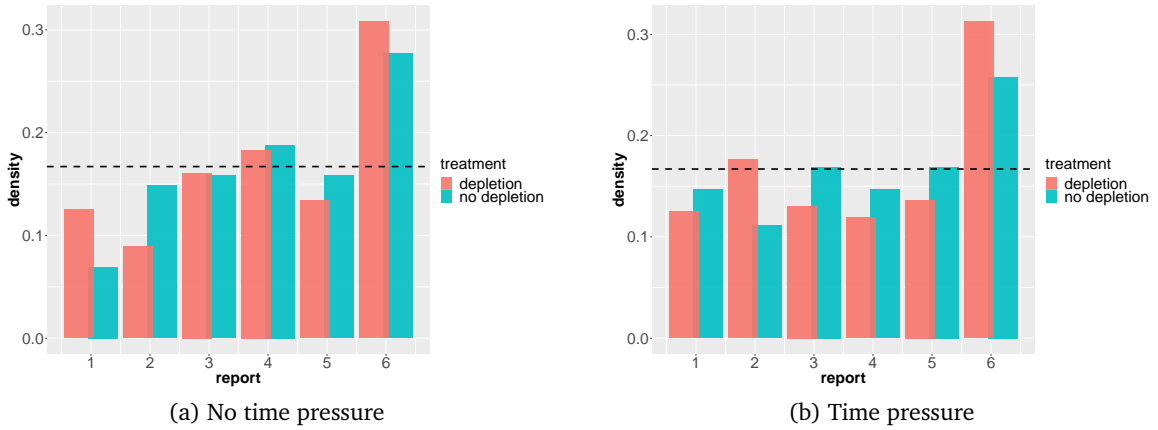 0.3
0.2
0.1
0.0
density
1 2 3 4 5 6
report
treatment
depletion
no depletion
(a) No time pressure
0.3
0.2
0.1
0.0
density
1 2 3 4 5 6
report
treatment
depletion
no depletion
(b) Time pressure